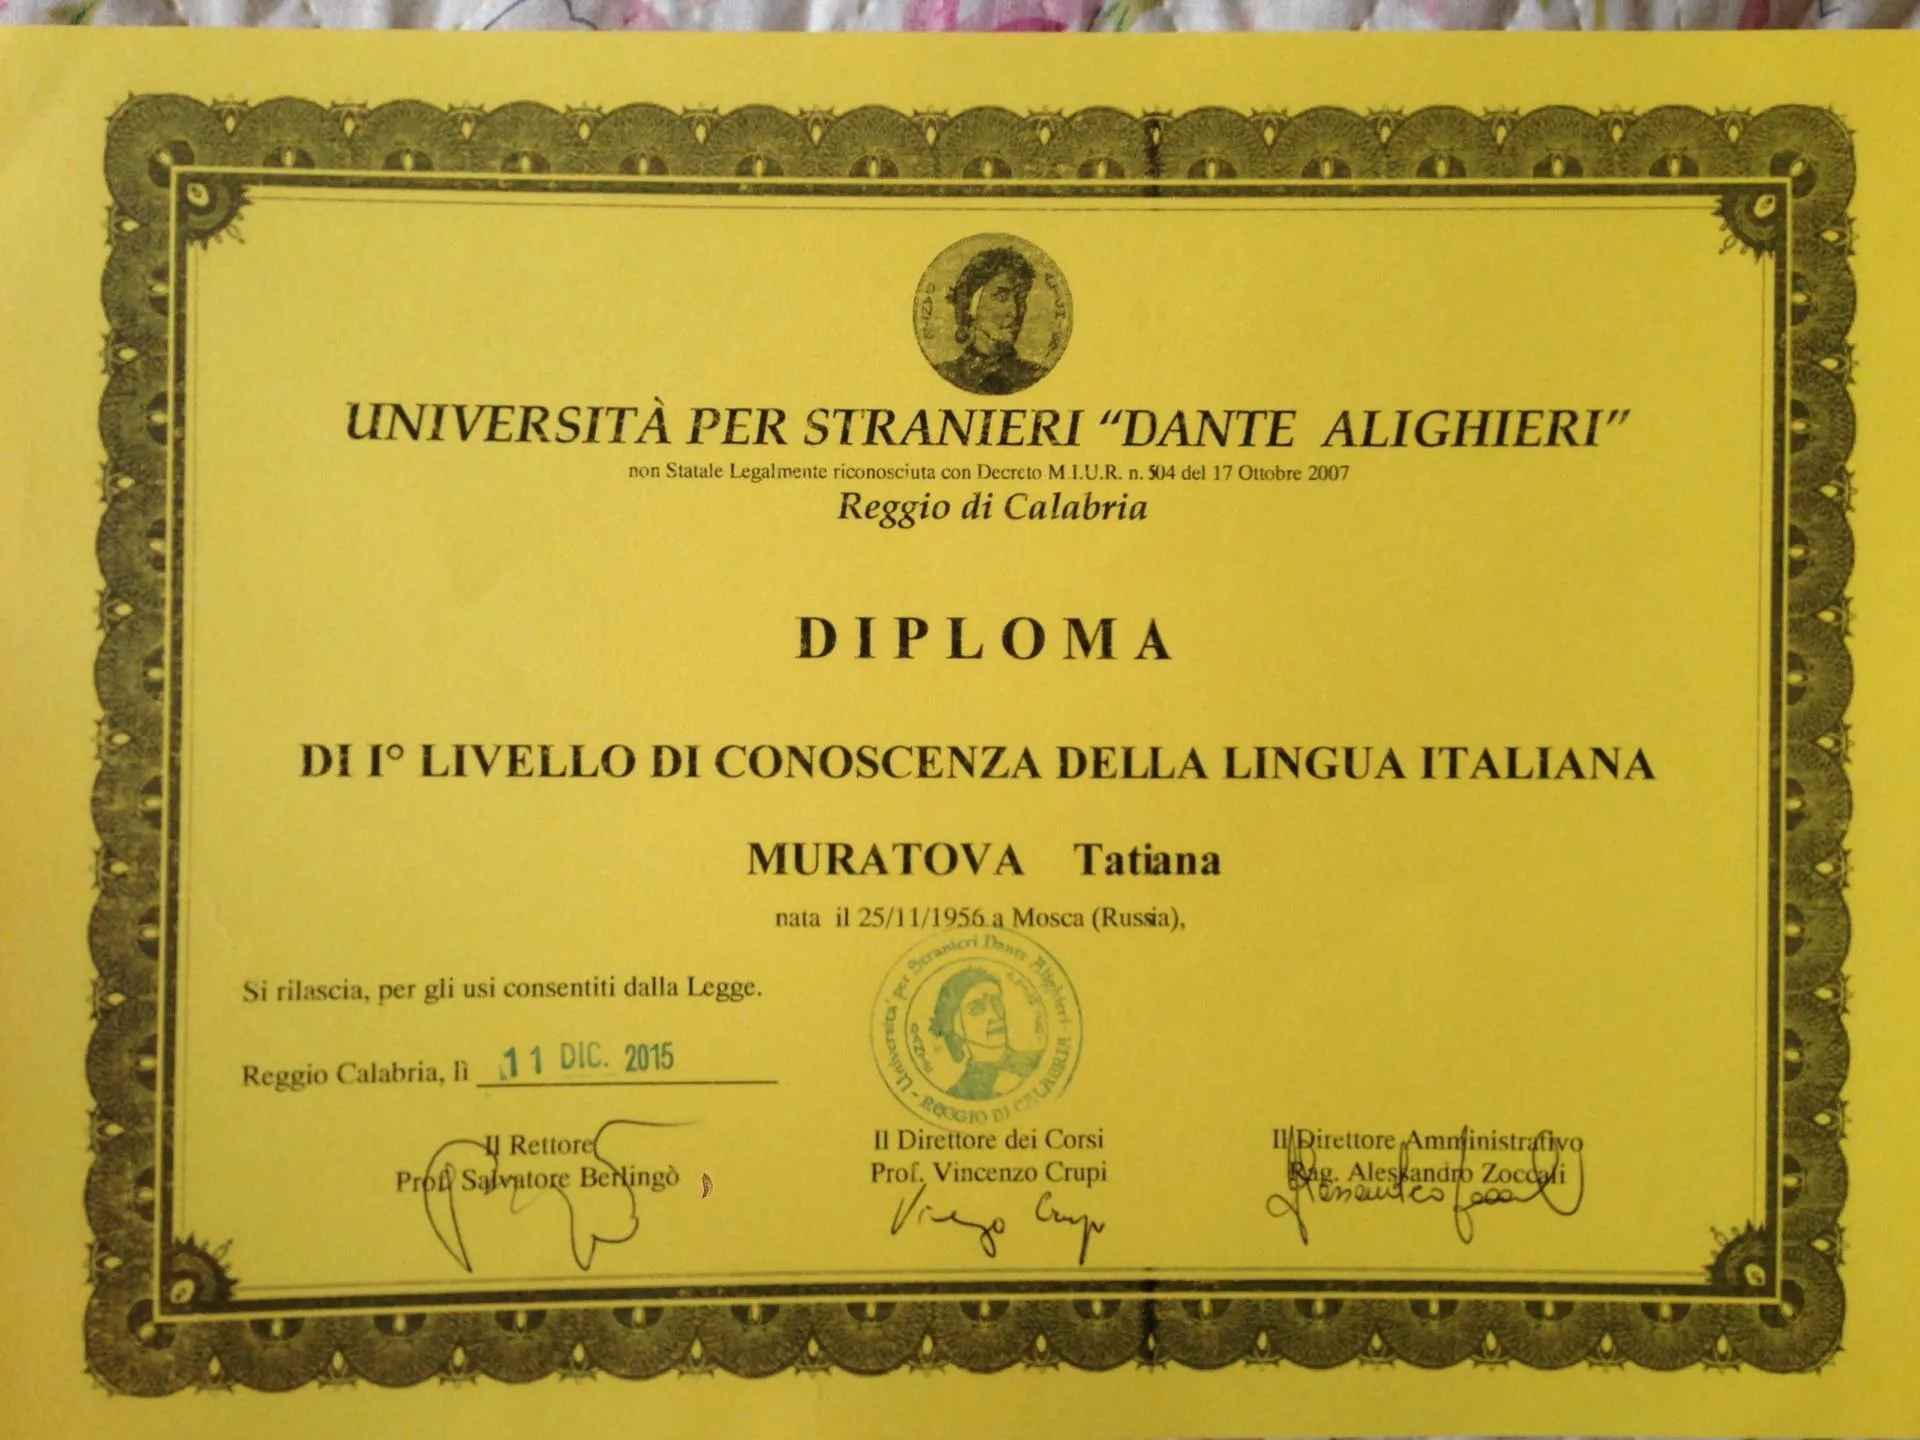 UNIVERSITÀ PER STRANIERI “DANTE ALIGHIERI”
non Statale Legalmente riconosciuta con Decreto M.I.U.R. n. 504 del 17 Ottobre 2007
Reggio di Calabria
DIPLOMA
DI I° LIVELLO DI CONOSCENZA DELLA LINGUA ITALIANA
MURATOVA Tatiana
nata il 25/11/1956 a Mosca (Russia),
Università per Stranieri Dante Alighieri - REGGIO DI CALABRIA -
Si rilascia, per gli usi consentiti dalla Legge.
Reggio Calabria, lì 11 DIC. 2015
Il Rettore
Prof. Salvatore Berlingò
Il Direttore dei Corsi
Prof. Vincenzo Crupi
Vincenzo Crupi
Il Direttore Amministrativo
Rag. Alessandro Zoccali
Alessandro Zoccali